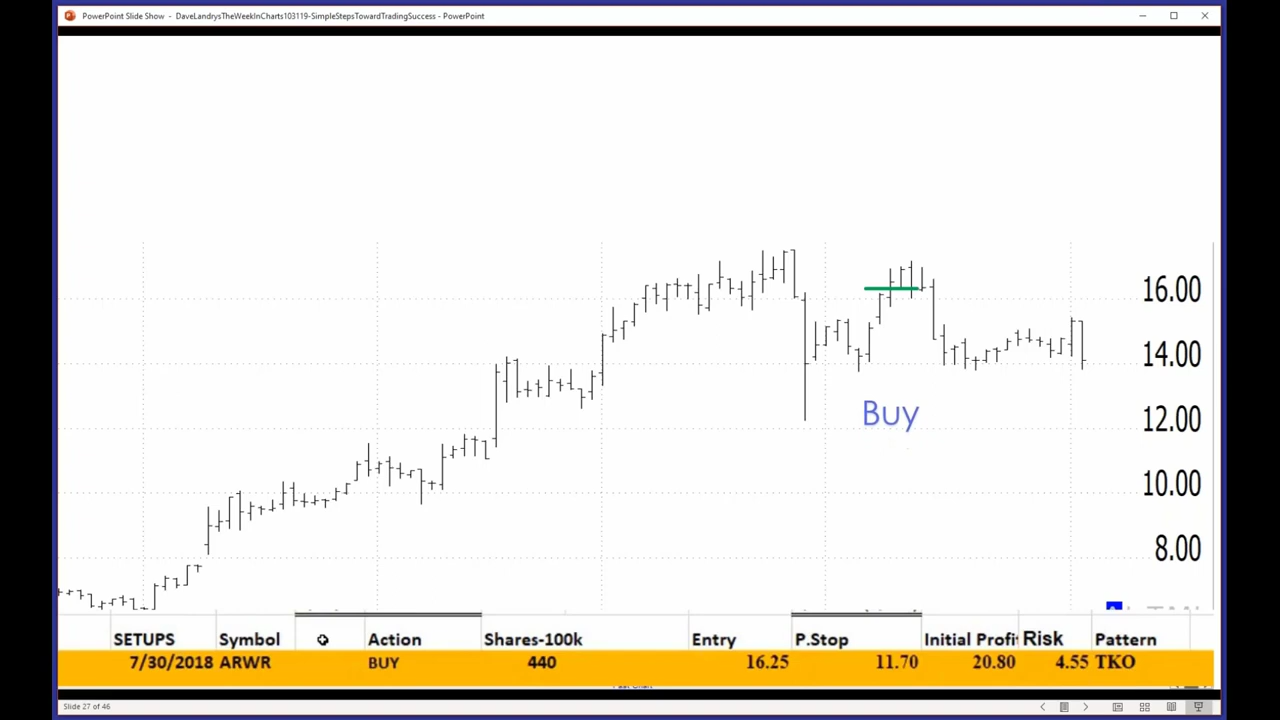 PowerPoint Slide Show - DaveLandrysTheWeekInCharts103119-SimpleStepsTowardTradingSuccess - PowerPoint
16.00
14.00
Buy
12.00
10.00
8.00
SETUPS Symbol Action Shares-100k Entry P.Stop Initial Profi Risk Pattern
7/30/2018 ARWR BUY 440 16.25 11.70 20.80 4.55 TKO
Slide 27 of 46